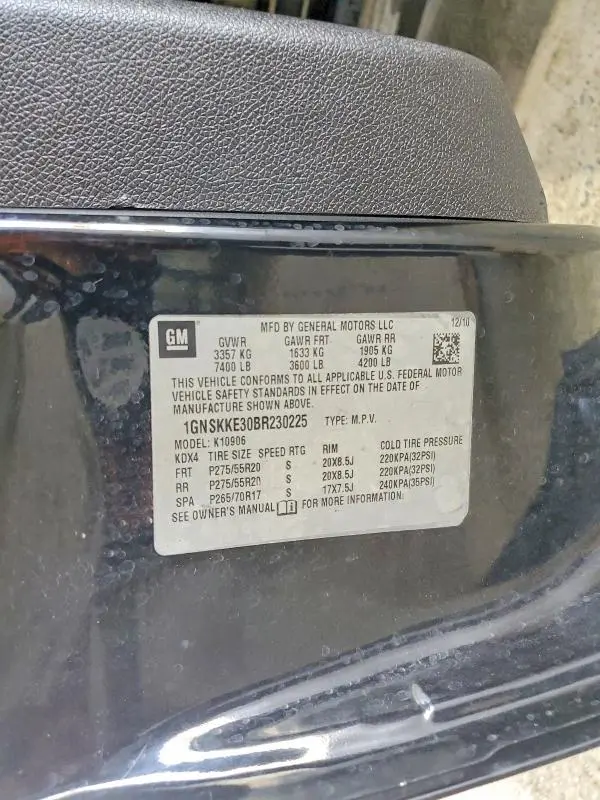 GM
MFD BY GENERAL MOTORS LLC 12/10
GVWR GAWR FRT GAWR RR
3357 KG 1633 KG 1905 KG
7400 LB 3600 LB 4200 LB
THIS VEHICLE CONFORMS TO ALL APPLICABLE U.S. FEDERAL MOTOR
VEHICLE SAFETY STANDARDS IN EFFECT ON THE DATE OF
MANUFACTURE SHOWN ABOVE.
1GNSKKE30BR230225 TYPE: M.P.V.
MODEL: K10906
KDX4 TIRE SIZE SPEED RTG RIM COLD TIRE PRESSURE
FRT P275/55R20 S 20X8.5J 220KPA(32PSI)
RR P275/55R20 S 20X8.5J 220KPA(32PSI)
SPA P265/70R17 S 17X7.5J 240KPA(35PSI)
SEE OWNER'S MANUAL FOR MORE INFORMATION.